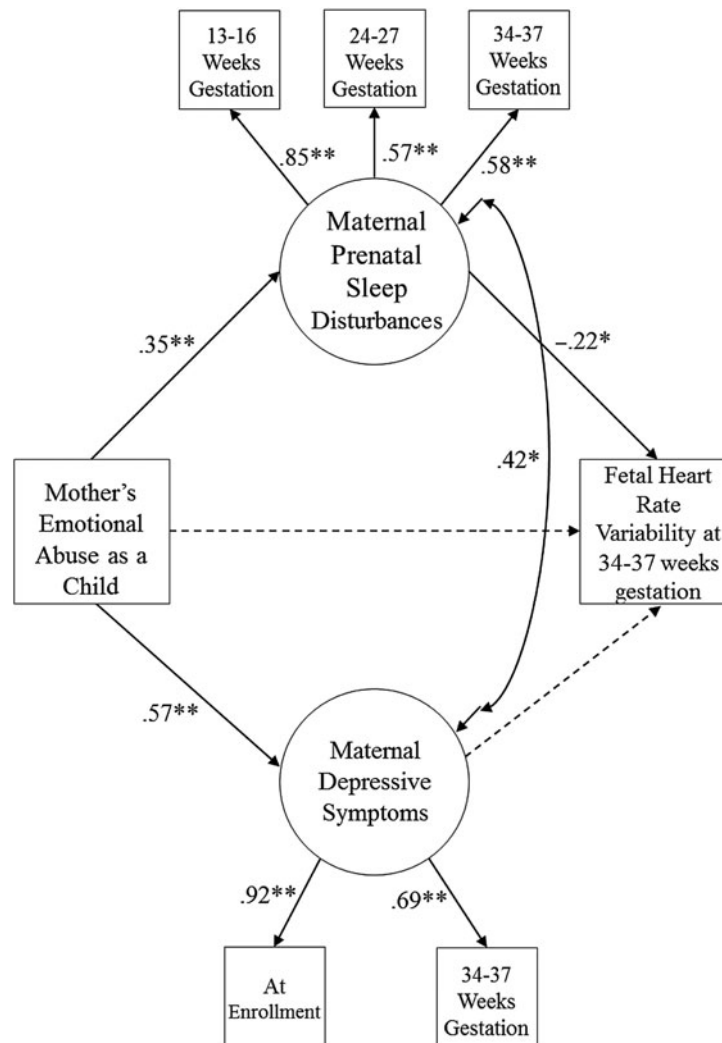 13-16
Weeks
Gestation
24-27
Weeks
Gestation
34-37
Weeks
Gestation
.85**
.57**
.58**
Maternal
Prenatal
Sleep
Disturbances
.35**
–.22*
.42*
Mother's
Emotional
Abuse as a
Child
Fetal Heart
Rate
Variability at
34-37 weeks
gestation
.57**
Maternal
Depressive
Symptoms
.92**
.69**
At
Enrollment
34-37
Weeks
Gestation